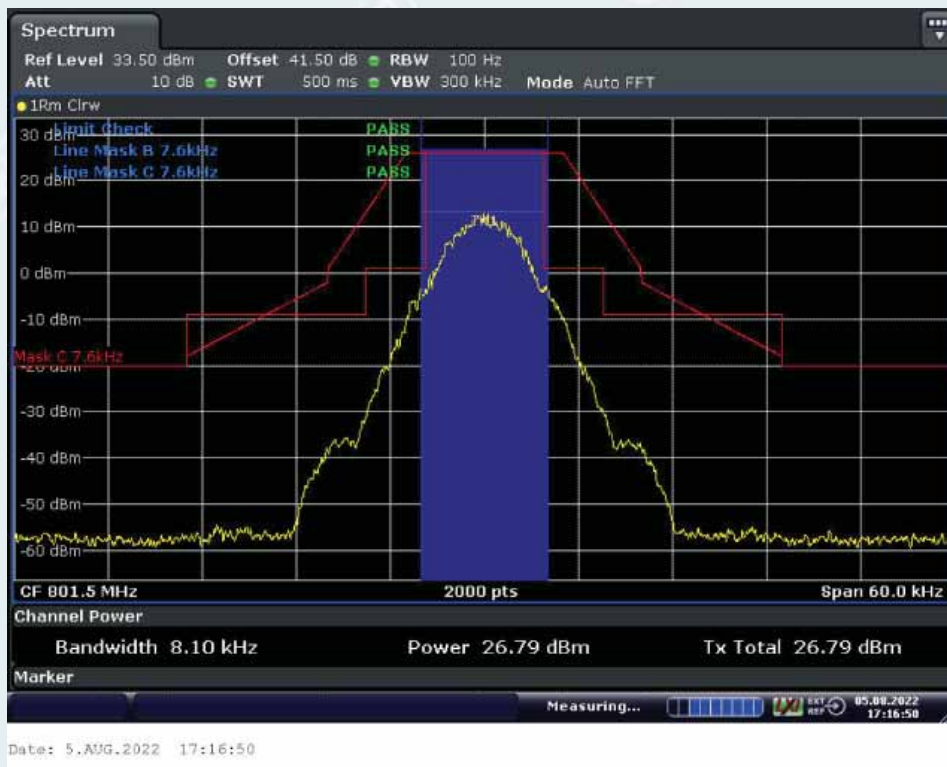 Spectrum
Ref Level 33.50 dBm Offset 41.50 dB RBW 100 Hz
Att 10 dB SWT 500 ms VBW 300 kHz Mode Auto FFT
1Rm Clrw
30 dBm Limit Check PASS
Line Mask B 7.6kHz PASS
Line Mask C 7.6kHz PASS
20 dBm
10 dBm
0 dBm
-10 dBm
Mask C 7.6kHz
-20 dBm
-30 dBm
-40 dBm
-50 dBm
-60 dBm
CF 801.5 MHz 2000 pts Span 60.0 kHz
Channel Power
Bandwidth 8.10 kHz Power 26.79 dBm Tx Total 26.79 dBm
Marker
Measuring... EXT REF 05.08.2022
17:16:50
Date: 5.AUG.2022 17:16:50